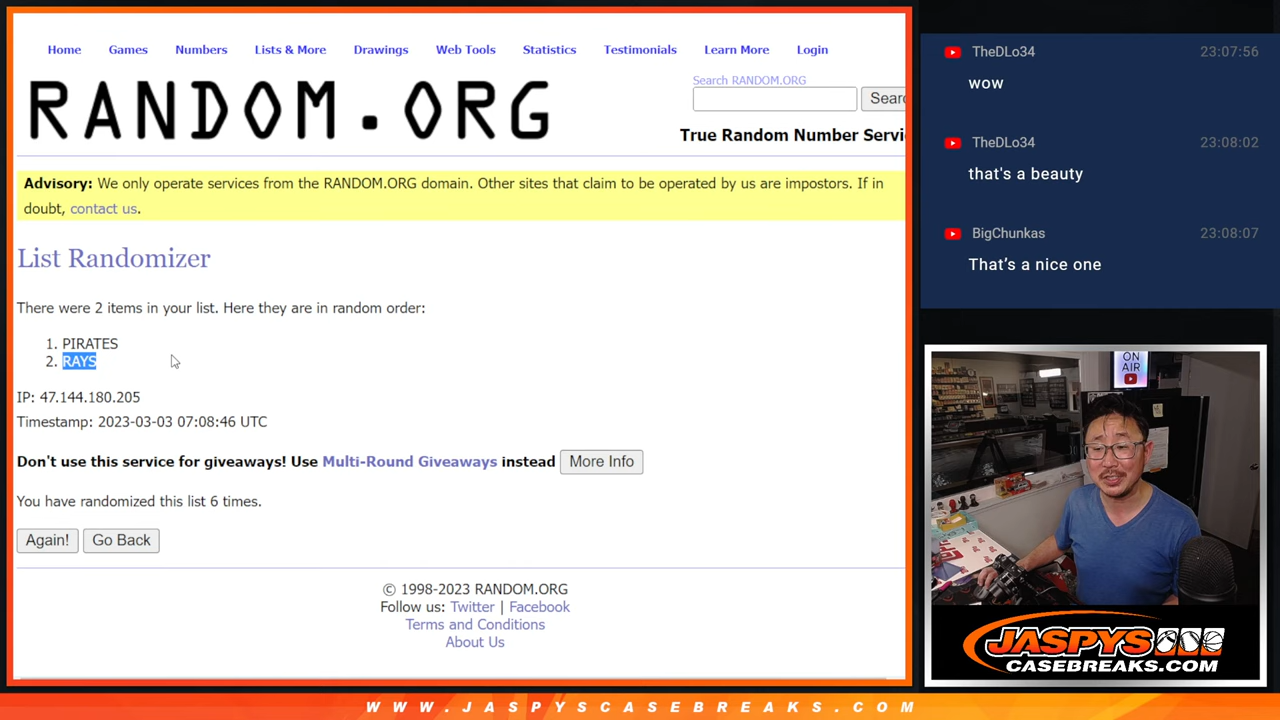 Home Games Numbers Lists & More Drawings Web Tools Statistics Testimonials Learn More Login
RANDOM.ORG
Search RANDOM.ORG
Searc
True Random Number Servi
Advisory: We only operate services from the RANDOM.ORG domain. Other sites that claim to be operated by us are impostors. If in
doubt, contact us.
List Randomizer
There were 2 items in your list. Here they are in random order:
1. PIRATES
2. RAYS
IP: 47.144.180.205
Timestamp: 2023-03-03 07:08:46 UTC
Don't use this service for giveaways! Use Multi-Round Giveaways instead More Info
You have randomized this list 6 times.
Again! Go Back
© 1998-2023 RANDOM.ORG
Follow us: Twitter | Facebook
Terms and Conditions
About Us
TheDLo34 23:07:56
wow
TheDLo34 23:08:02
that's a beauty
BigChunkas 23:08:07
That’s a nice one
ON
AIR
JASPYS
CASEBREAKS.COM
WWW.JASPYSCASEBREAKS.COM